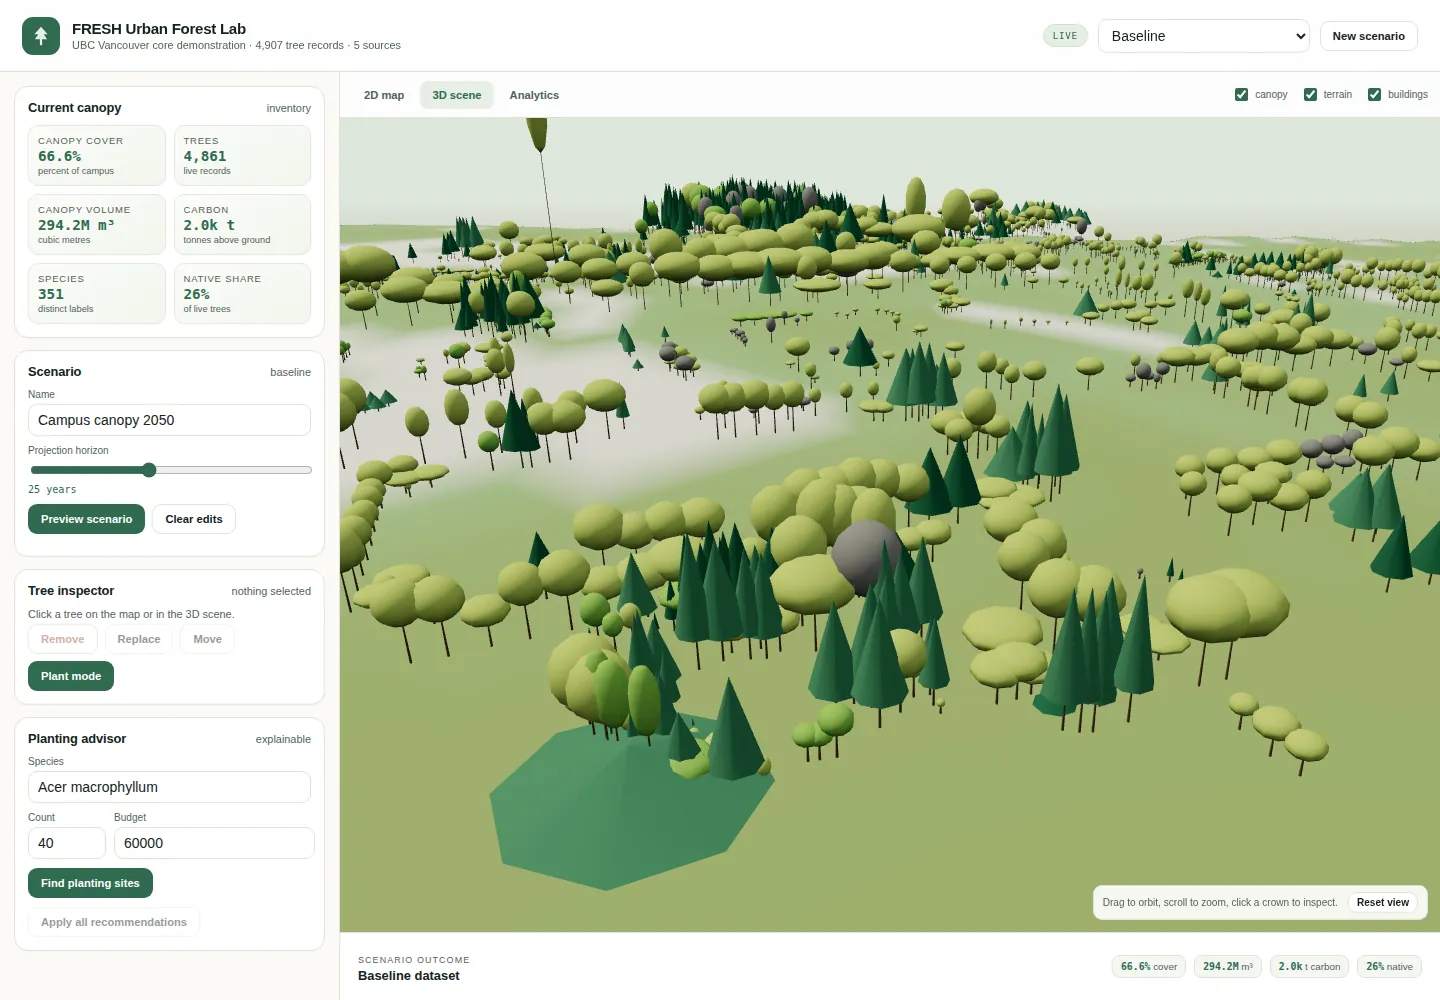 FRESH Urban Forest Lab
UBC Vancouver core demonstration · 4,907 tree records · 5 sources
LIVE
Baseline
New scenario
Current canopy
inventory
CANOPY COVER
66.6%
percent of campus
TREES
4,861
live records
CANOPY VOLUME
294.2M m³
cubic metres
CARBON
2.0k t
tonnes above ground
SPECIES
351
distinct labels
NATIVE SHARE
26%
of live trees
Scenario
baseline
Name
Campus canopy 2050
Projection horizon
25 years
Preview scenario
Clear edits
Tree inspector
nothing selected
Click a tree on the map or in the 3D scene.
Remove
Replace
Move
Plant mode
Planting advisor
explainable
Species
Acer macrophyllum
Count
Budget
40
60000
Find planting sites
Apply all recommendations
2D map
3D scene
Analytics
canopy
terrain
buildings
Drag to orbit, scroll to zoom, click a crown to inspect.
Reset view
SCENARIO OUTCOME
Baseline dataset
66.6% cover
294.2M m³
2.0k t carbon
26% native